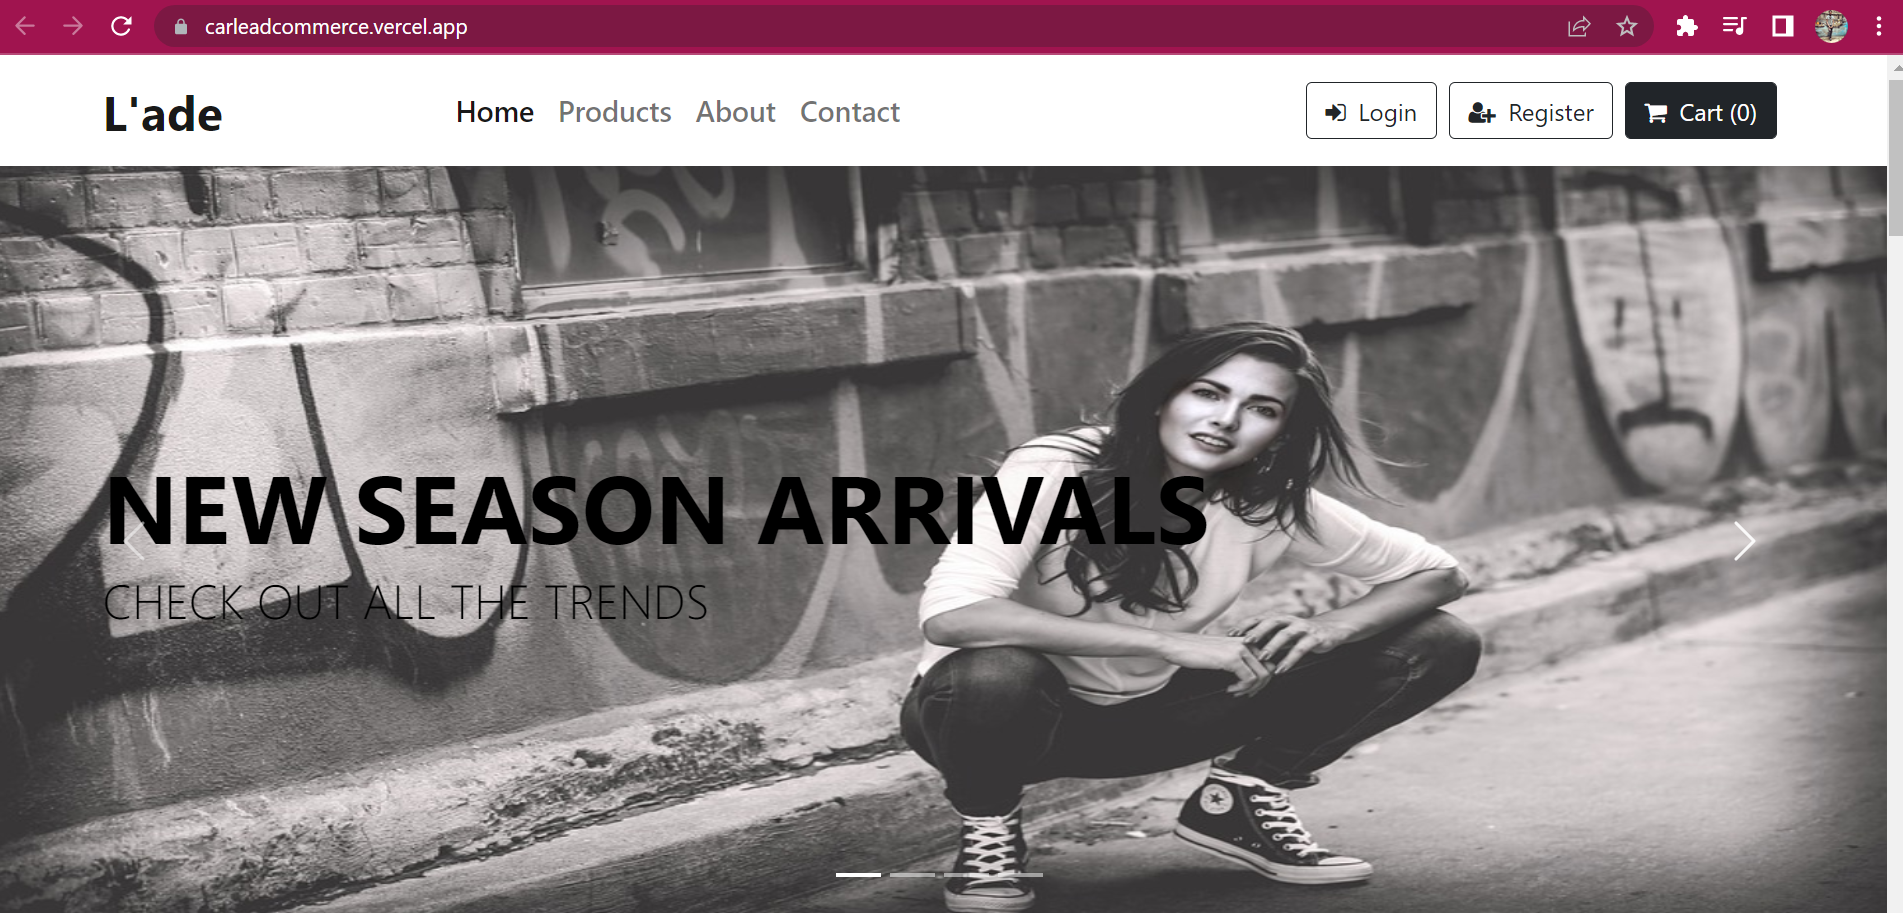 carleadcommerce.vercel.app
L'ade
Home Products About Contact
Login Register Cart (0)
NEW SEASON ARRIVALS
CHECK OUT ALL THE TRENDS